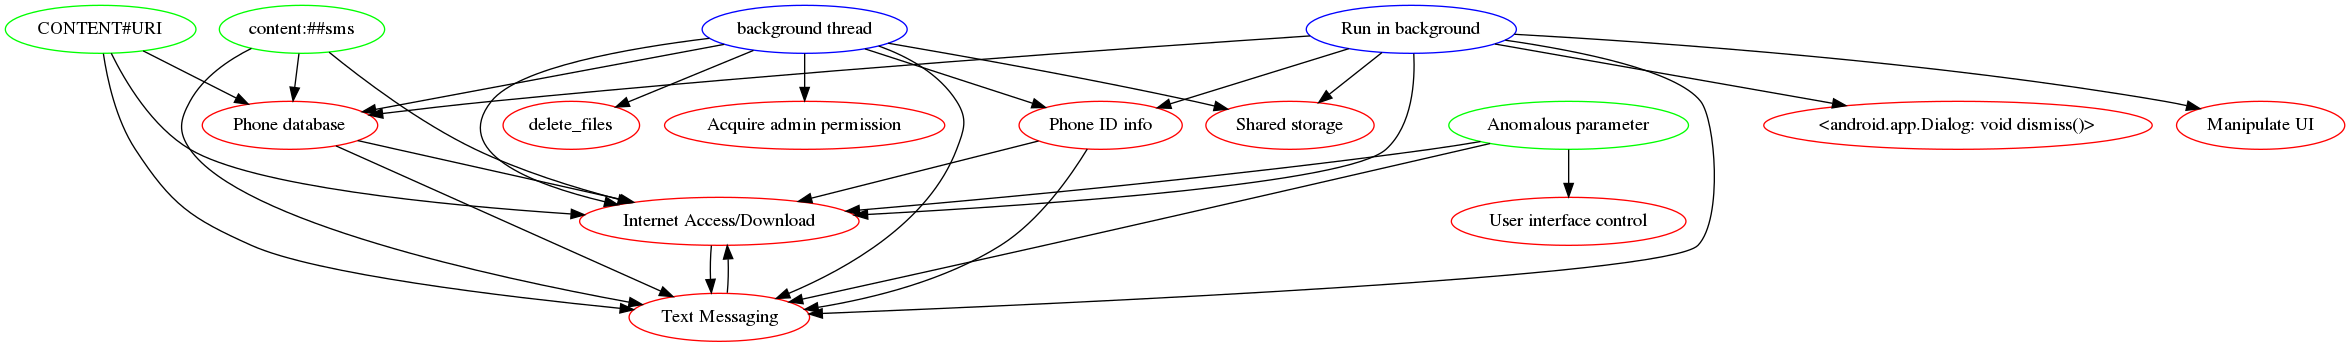 CONTENT#URI
content:##sms
background thread
Run in background
Phone database
delete_files
Acquire admin permission
Phone ID info
Shared storage
Anomalous parameter
<android.app.Dialog: void dismiss()>
Manipulate UI
Internet Access/Download
User interface control
Text Messaging